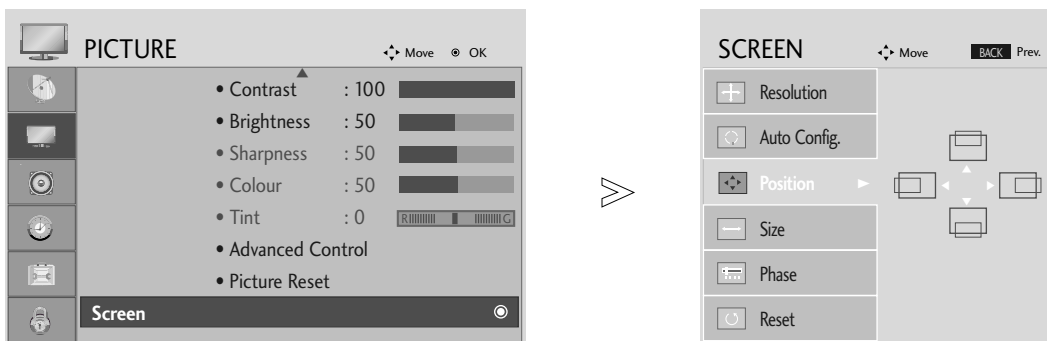 PICTURE
Move OK
• Contrast : 100
• Brightness : 50
• Sharpness : 50
• Colour : 50
• Tint : 0 R G
• Advanced Control
• Picture Reset
Screen
SCREEN
Move BACK Prev.
Resolution
Auto Config.
Position
Size
Phase
Reset